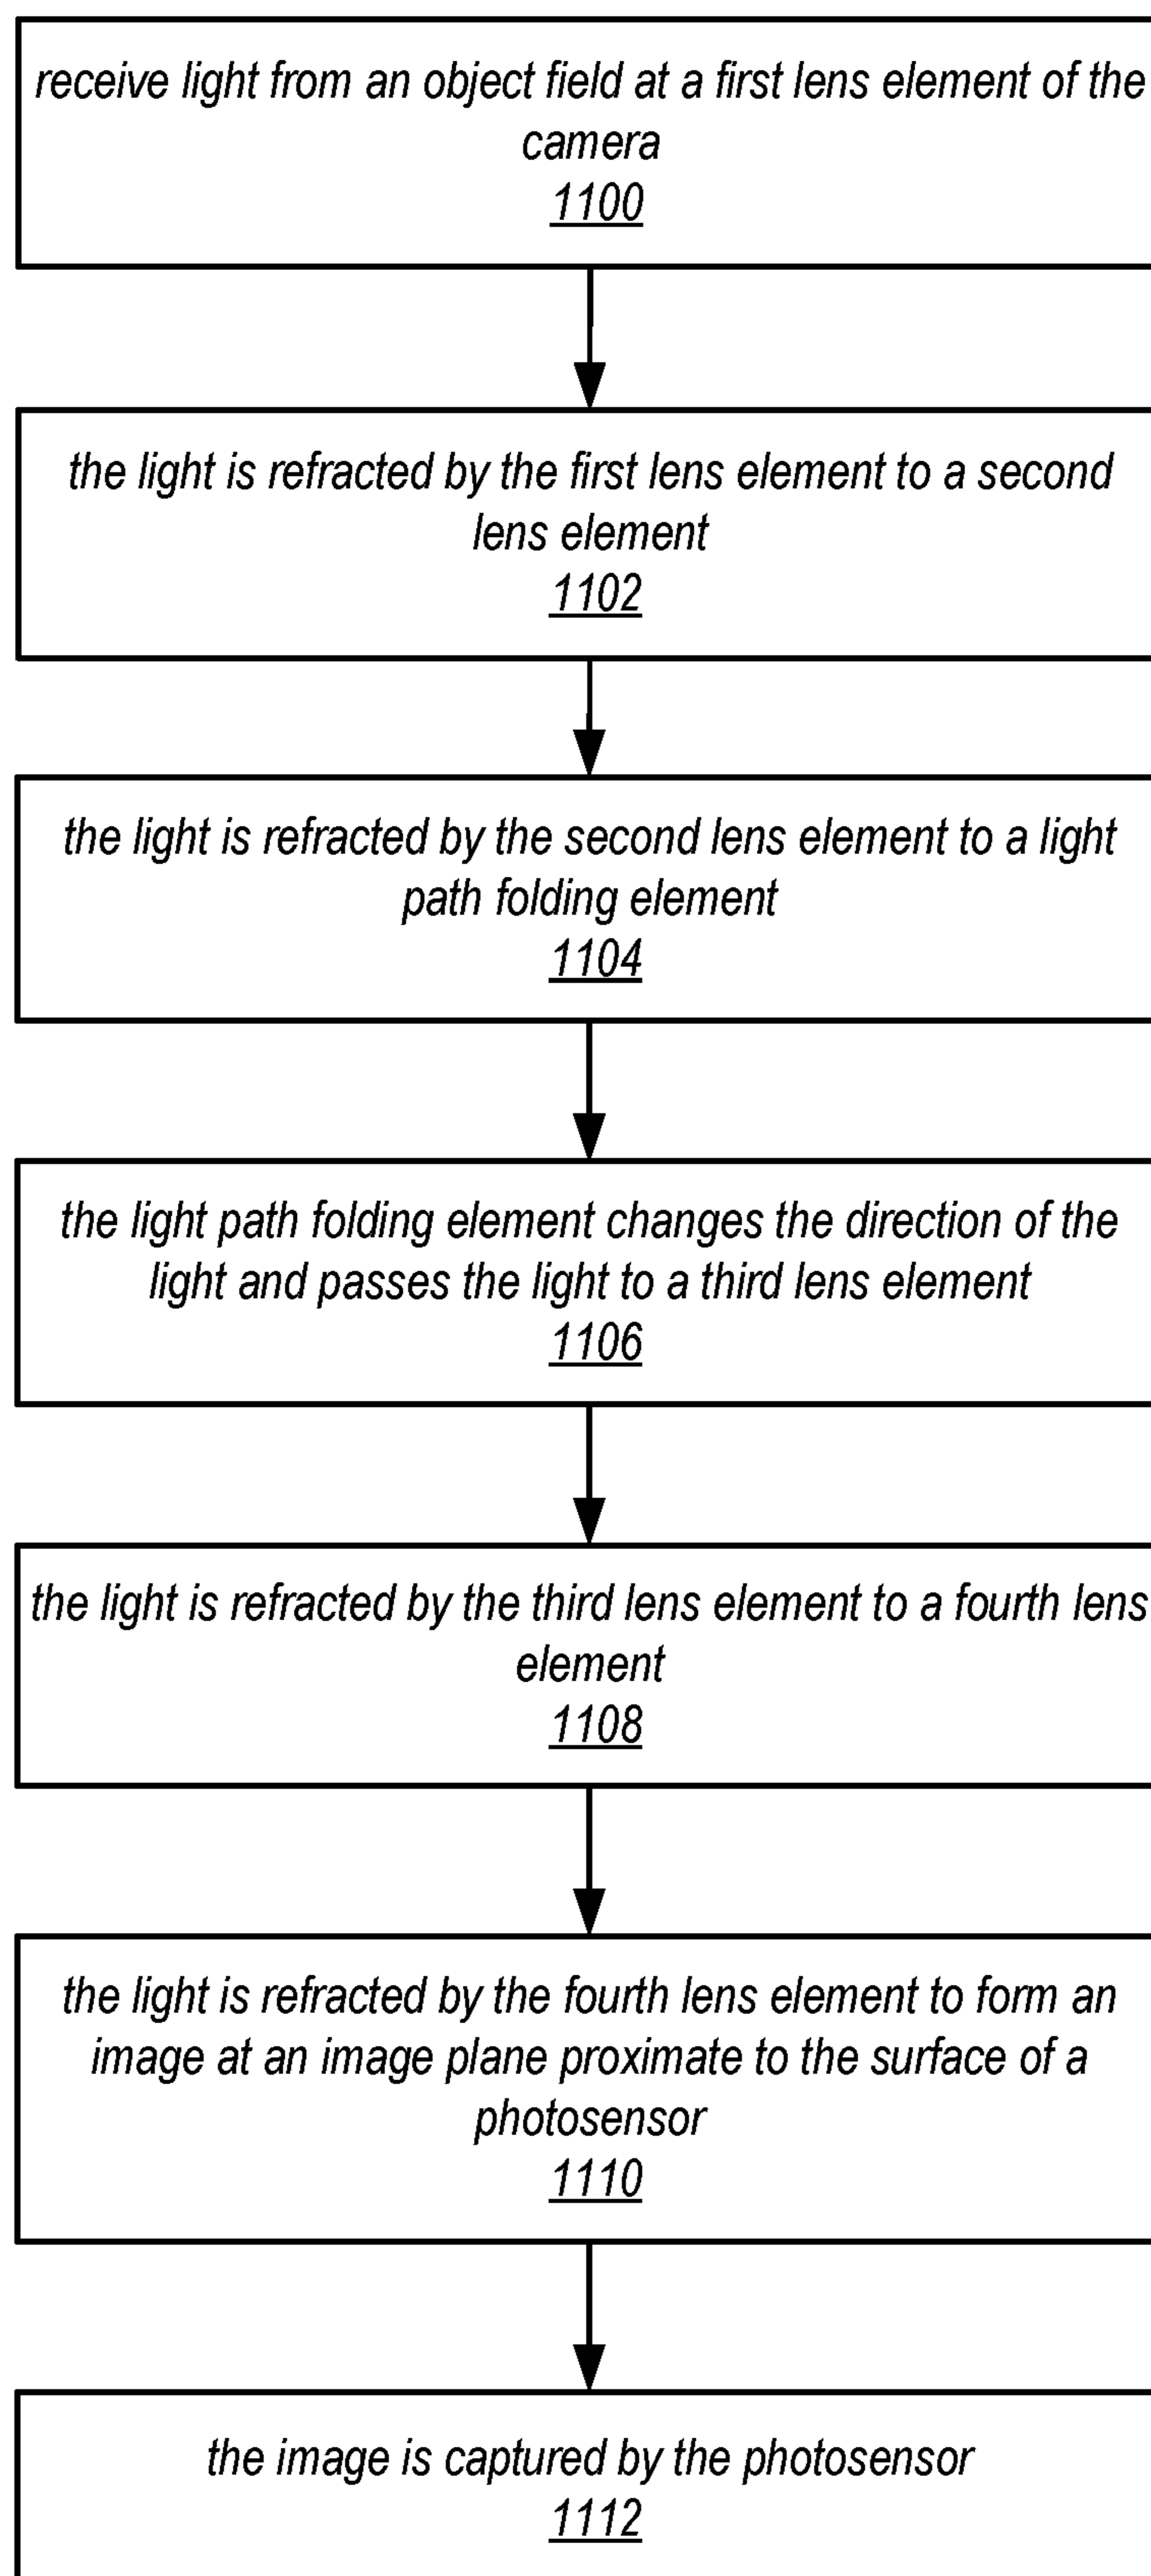 receive light from an object field at a first lens element of the
camera
1100
the light is refracted by the first lens element to a second
lens element
1102
the light is refracted by the second lens element to a light
path folding element
1104
the light path folding element changes the direction of the
light and passes the light to a third lens element
1106
the light is refracted by the third lens element to a fourth lens
element
1108
the light is refracted by the fourth lens element to form an
image at an image plane proximate to the surface of a
photosensor
1110
the image is captured by the photosensor
1112